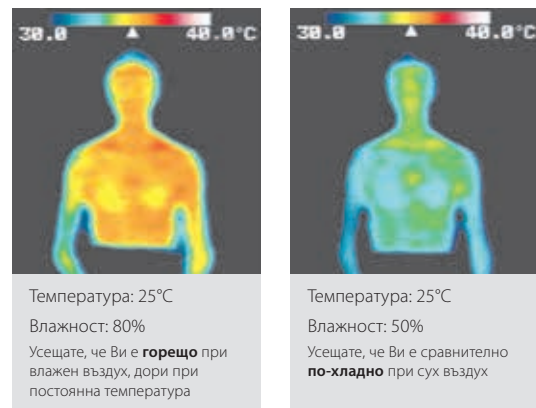 30.0 40.0°C
Температура: 25°C
Влажност: 80%
Усещате, че Ви е горещо при
влажен въздух, дори при
постоянна температура
30.0 40.0°C
Температура: 25°C
Влажност: 50%
Усещате, че Ви е сравнително
по-хладно при сух въздух